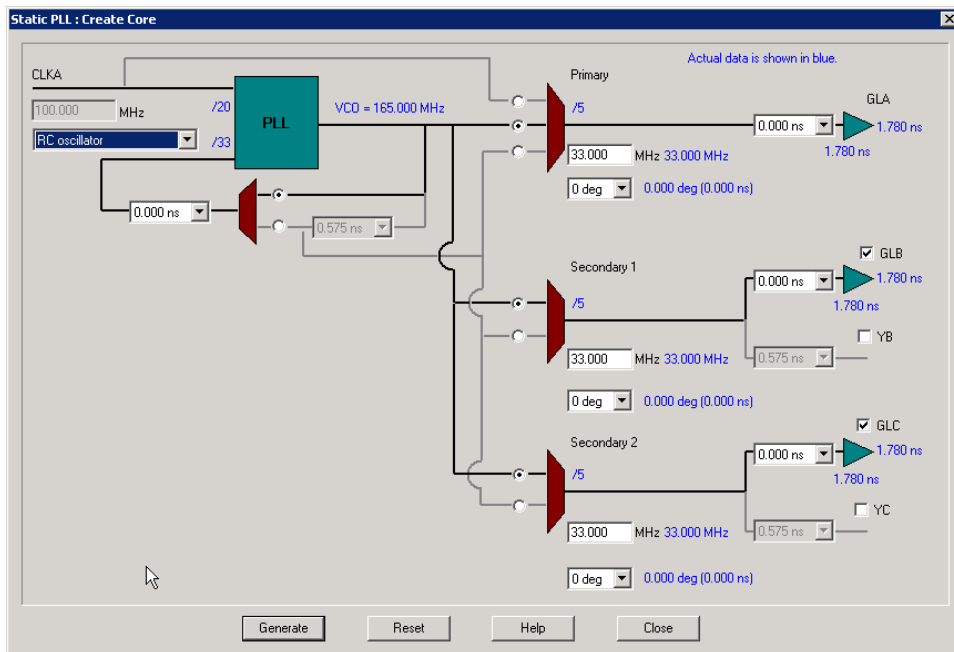 Static PLL : Create Core
Actual data is shown in blue.
CLKA
100.000 MHz
RC oscillator
/20
/33
PLL
VCO = 165.000 MHz
0.000 ns
0.575 ns
Primary
/5
33.000 MHz 33.000 MHz
0 deg 0.000 deg (0.000 ns)
0.000 ns
GLA
1.780 ns
1.780 ns
Secondary 1
/5
33.000 MHz 33.000 MHz
0 deg 0.000 deg (0.000 ns)
0.000 ns
GLB
1.780 ns
1.780 ns
YB
0.575 ns
Secondary 2
/5
33.000 MHz 33.000 MHz
0 deg 0.000 deg (0.000 ns)
0.000 ns
GLC
1.780 ns
1.780 ns
YC
0.575 ns
Generate
Reset
Help
Close